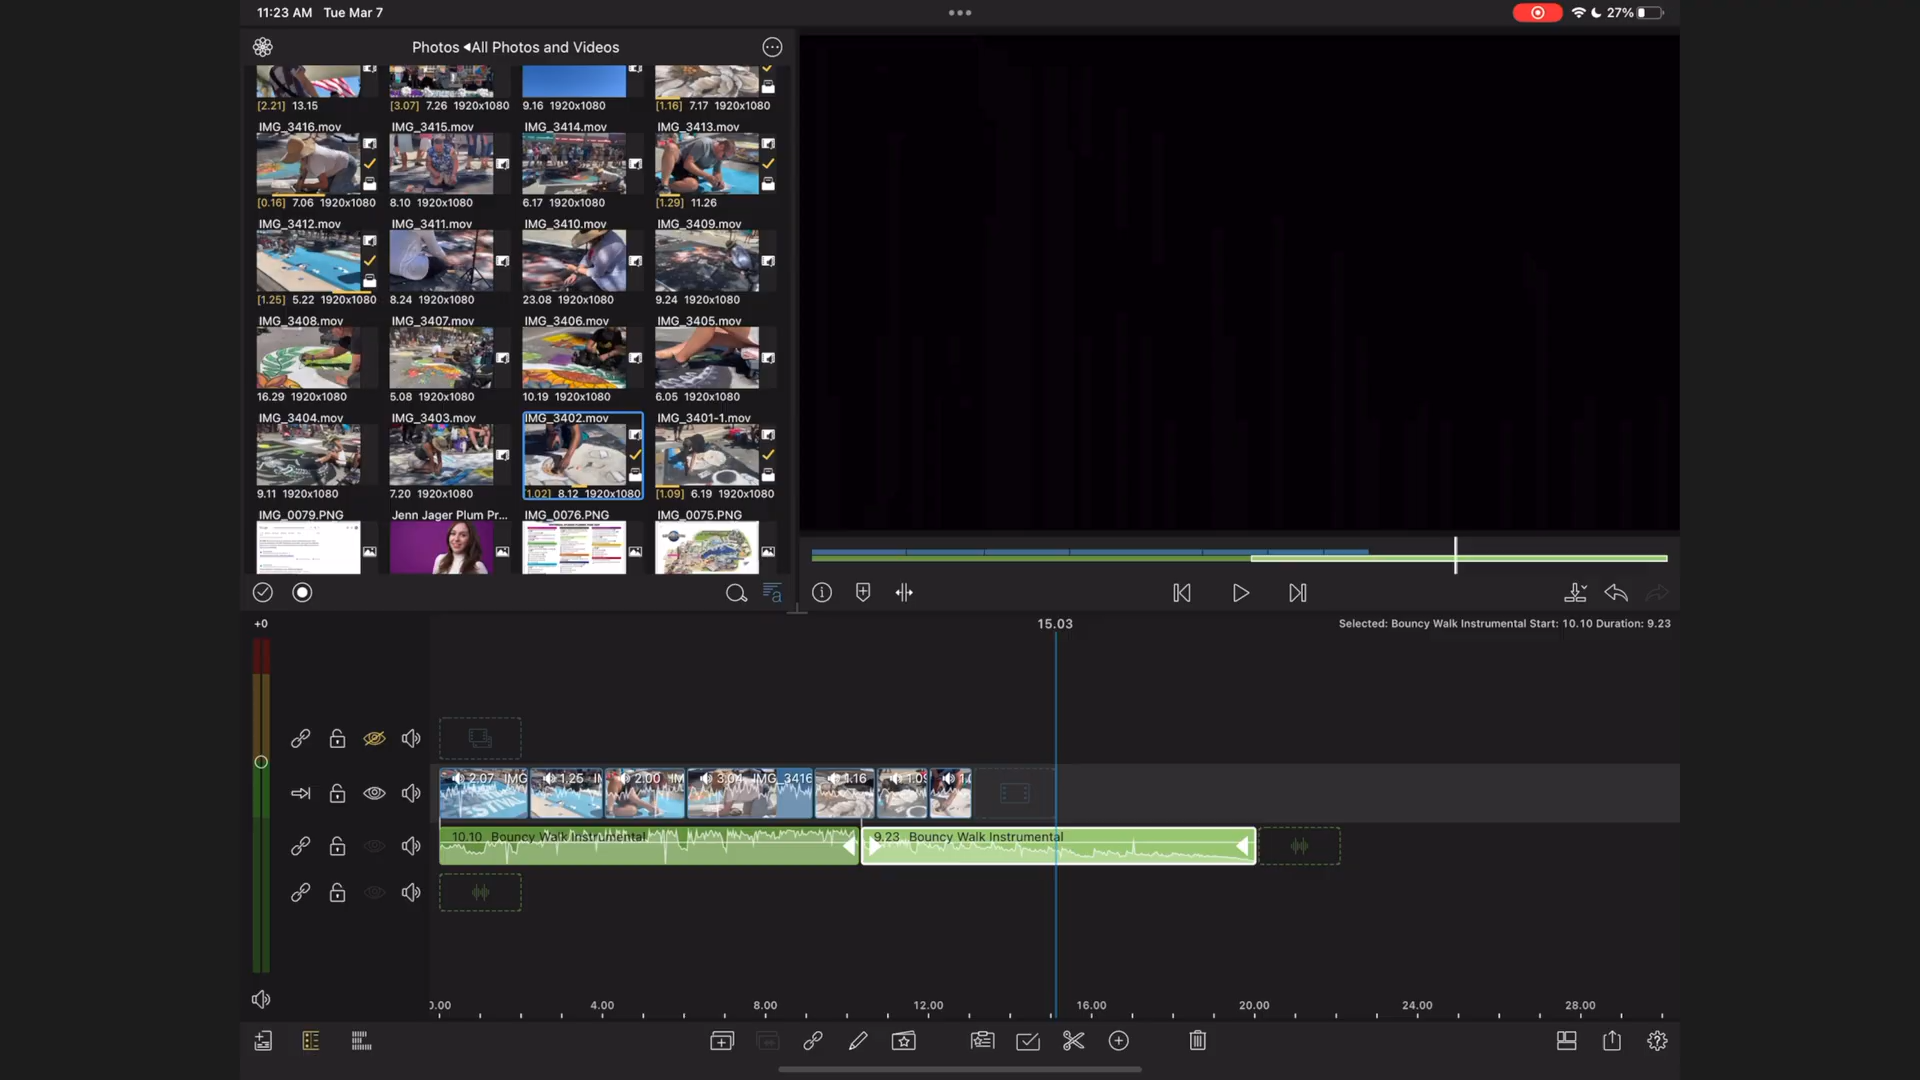 11:23 AM Tue Mar 7
27%
Photos ◂All Photos and Videos
[2.21] 13.15
[3.07] 7.26 1920x1080
9.16 1920x1080
[1.16] 7.17 1920x1080
IMG_3416.mov
IMG_3415.mov
IMG_3414.mov
IMG_3413.mov
[0.16] 7.06 1920x1080
8.10 1920x1080
6.17 1920x1080
[1.29] 11.26
IMG_3412.mov
IMG_3411.mov
IMG_3410.mov
IMG_3409.mov
[1.25] 5.22 1920x1080
8.24 1920x1080
23.08 1920x1080
9.24 1920x1080
IMG_3408.mov
IMG_3407.mov
IMG_3406.mov
IMG_3405.mov
16.29 1920x1080
5.08 1920x1080
10.19 1920x1080
6.05 1920x1080
IMG_3404.mov
IMG_3403.mov
IMG_3402.mov
IMG_3401-1.mov
9.11 1920x1080
7.20 1920x1080
[1.02] 8.12 1920x1080
[1.09] 6.19 1920x1080
IMG_0079.PNG
Jenn Jager Plum Pr...
IMG_0076.PNG
IMG_0075.PNG
+0
15.03
Selected: Bouncy Walk Instrumental Start: 10.10 Duration: 9.23
2.07 IMG
1.25 IM
2.00 IM
3.04 IMG_3416
1.16
1.09
10.10 Bouncy Walk Instrumental
9.23 Bouncy Walk Instrumental
0.00 4.00 8.00 12.00 16.00 20.00 24.00 28.00